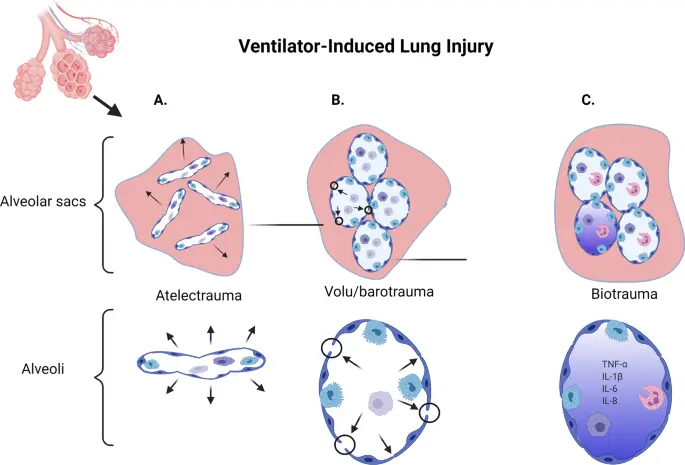 Ventilator-Induced Lung Injury
A.
B.
C.
Alveolar sacs
Atelectrauma
Volu/barotrauma
Biotrauma
Alveoli
TNF-α
IL-1β
IL-6
IL-8